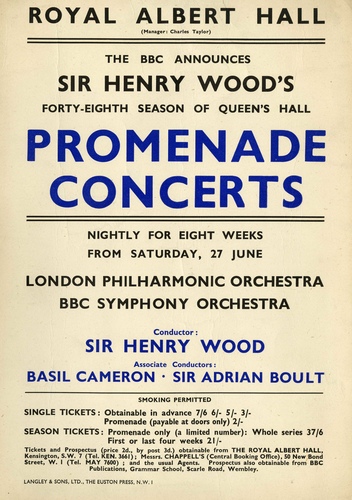 ROYAL ALBERT HALL
(Manager: Charles Taylor)
THE BBC ANNOUNCES
SIR HENRY WOOD'S
FORTY-EIGHTH SEASON OF QUEEN'S HALL
PROMENADE
CONCERTS
NIGHTLY FOR EIGHT WEEKS
FROM SATURDAY, 27 JUNE
LONDON PHILHARMONIC ORCHESTRA
BBC SYMPHONY ORCHESTRA
Conductor:
SIR HENRY WOOD
Associate Conductors:
BASIL CAMERON · SIR ADRIAN BOULT
SMOKING PERMITTED
SINGLE TICKETS: Obtainable in advance 7/6 6/- 5/- 3/-
Promenade (payable at doors only) 2/-
SEASON TICKETS: Promenade only (a limited number): Whole series 37/6
First or last four weeks 21/-
Tickets and Prospectus (price 2d., by post 3d.) obtainable from THE ROYAL ALBERT HALL,
Kensington, S.W. 7 (Tel. KEN. 3661); Messrs. CHAPPELL'S (Central Booking Office), 50 New Bond
Street, W. 1 (Tel. MAY 7600); and the usual Agents. Prospectus also obtainable from BBC
Publications, Grammar School, Scarle Road, Wembley.
LANGLEY & SONS, LTD., THE EUSTON PRESS, N.W. 1